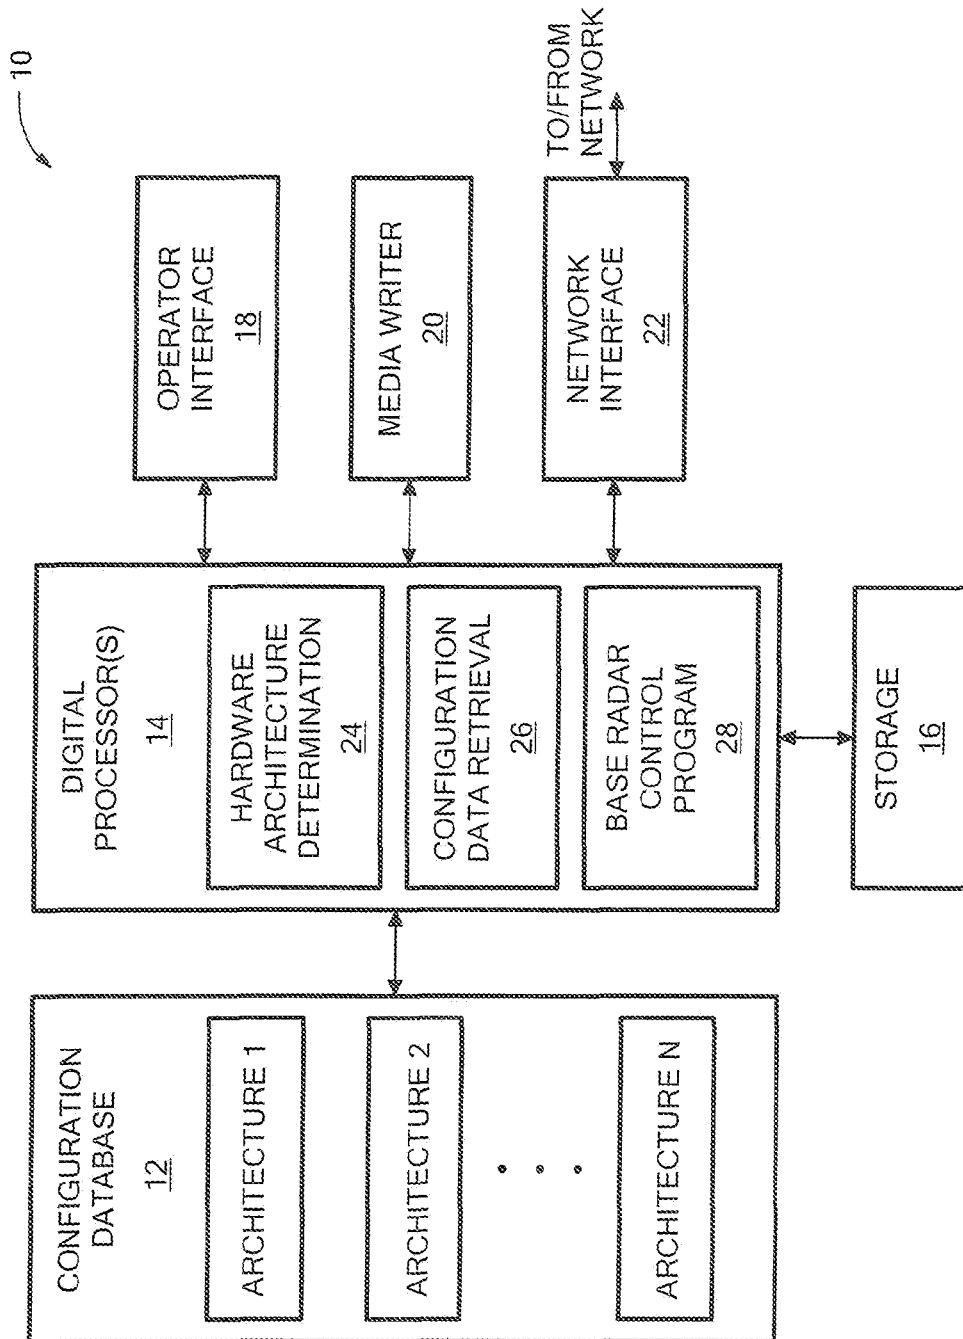 10
CONFIGURATION
DATABASE
12
ARCHITECTURE 1
ARCHITECTURE 2
ARCHITECTURE N
DIGITAL
PROCESSOR(S)
14
HARDWARE
ARCHITECTURE
DETERMINATION
24
CONFIGURATION
DATA RETRIEVAL
26
BASE RADAR
CONTROL
PROGRAM
28
STORAGE
16
OPERATOR
INTERFACE
18
MEDIA WRITER
20
NETWORK
INTERFACE
22
TO/FROM
NETWORK